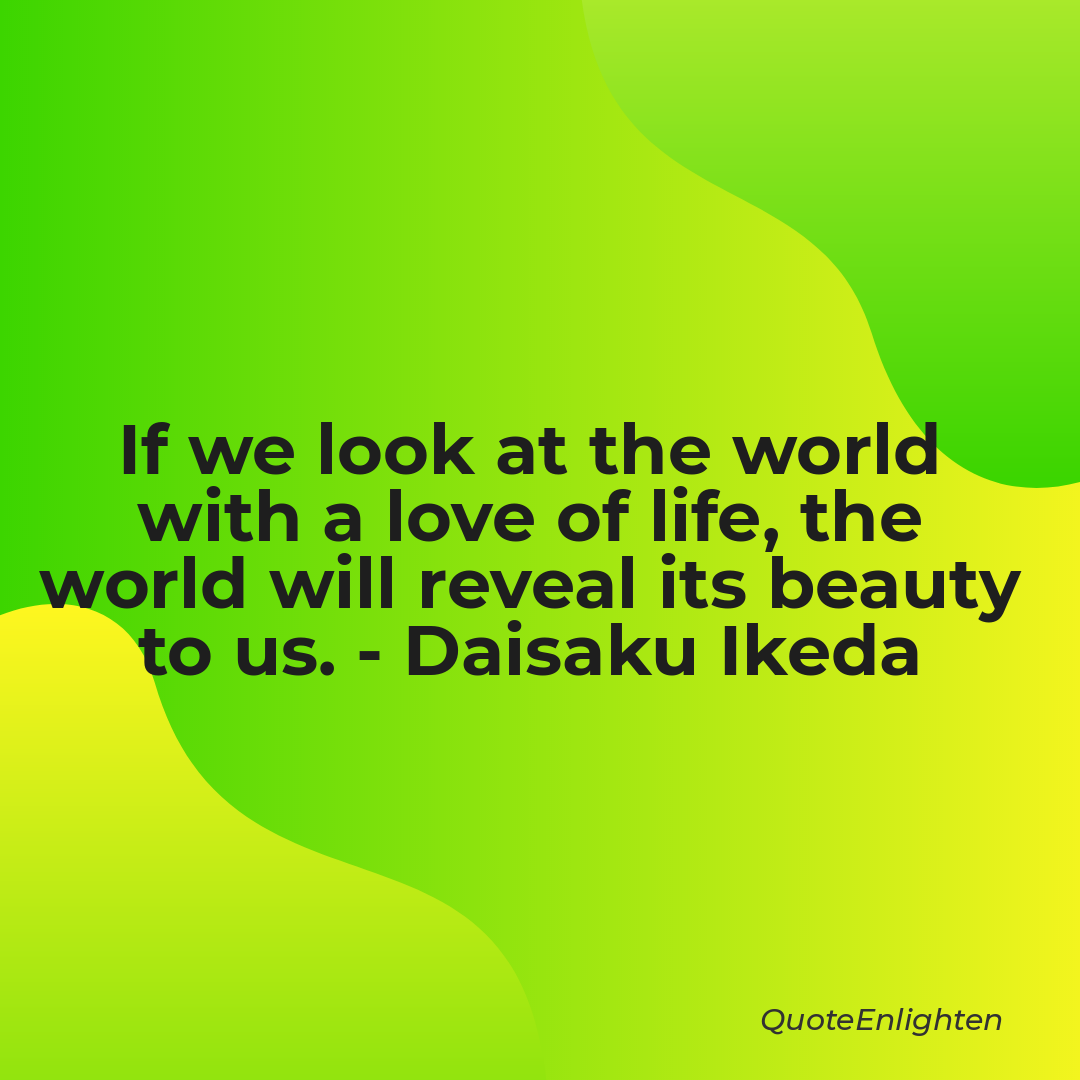 If we look at the world
with a love of life, the
world will reveal its beauty
to us. - Daisaku Ikeda
QuoteEnlighten